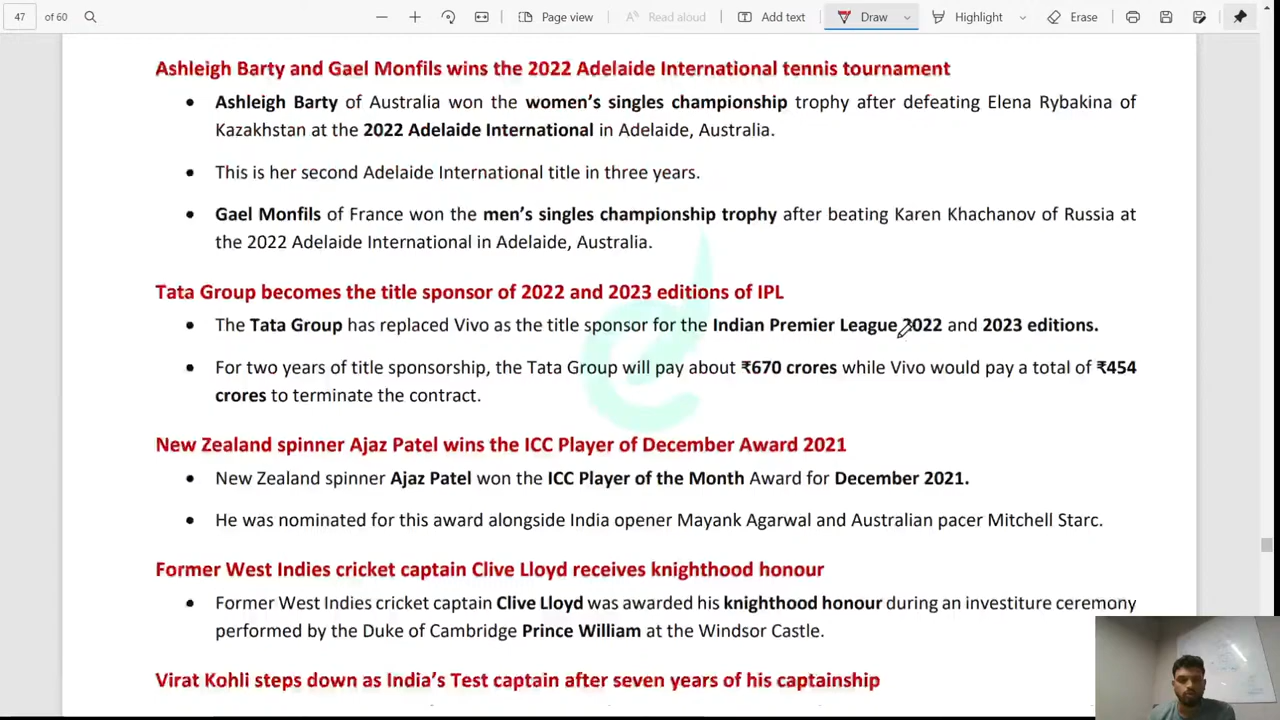 47 of 60
Page view
Read aloud
Add text
Draw
Highlight
Erase
Ashleigh Barty and Gael Monfils wins the 2022 Adelaide International tennis tournament
• Ashleigh Barty of Australia won the women's singles championship trophy after defeating Elena Rybakina of
Kazakhstan at the 2022 Adelaide International in Adelaide, Australia.
• This is her second Adelaide International title in three years.
• Gael Monfils of France won the men's singles championship trophy after beating Karen Khachanov of Russia at
the 2022 Adelaide International in Adelaide, Australia.
Tata Group becomes the title sponsor of 2022 and 2023 editions of IPL
• The Tata Group has replaced Vivo as the title sponsor for the Indian Premier League 2022 and 2023 editions.
• For two years of title sponsorship, the Tata Group will pay about ₹670 crores while Vivo would pay a total of ₹454
crores to terminate the contract.
New Zealand spinner Ajaz Patel wins the ICC Player of December Award 2021
• New Zealand spinner Ajaz Patel won the ICC Player of the Month Award for December 2021.
• He was nominated for this award alongside India opener Mayank Agarwal and Australian pacer Mitchell Starc.
Former West Indies cricket captain Clive Lloyd receives knighthood honour
• Former West Indies cricket captain Clive Lloyd was awarded his knighthood honour during an investiture ceremony
performed by the Duke of Cambridge Prince William at the Windsor Castle.
Virat Kohli steps down as India's Test captain after seven years of his captainship